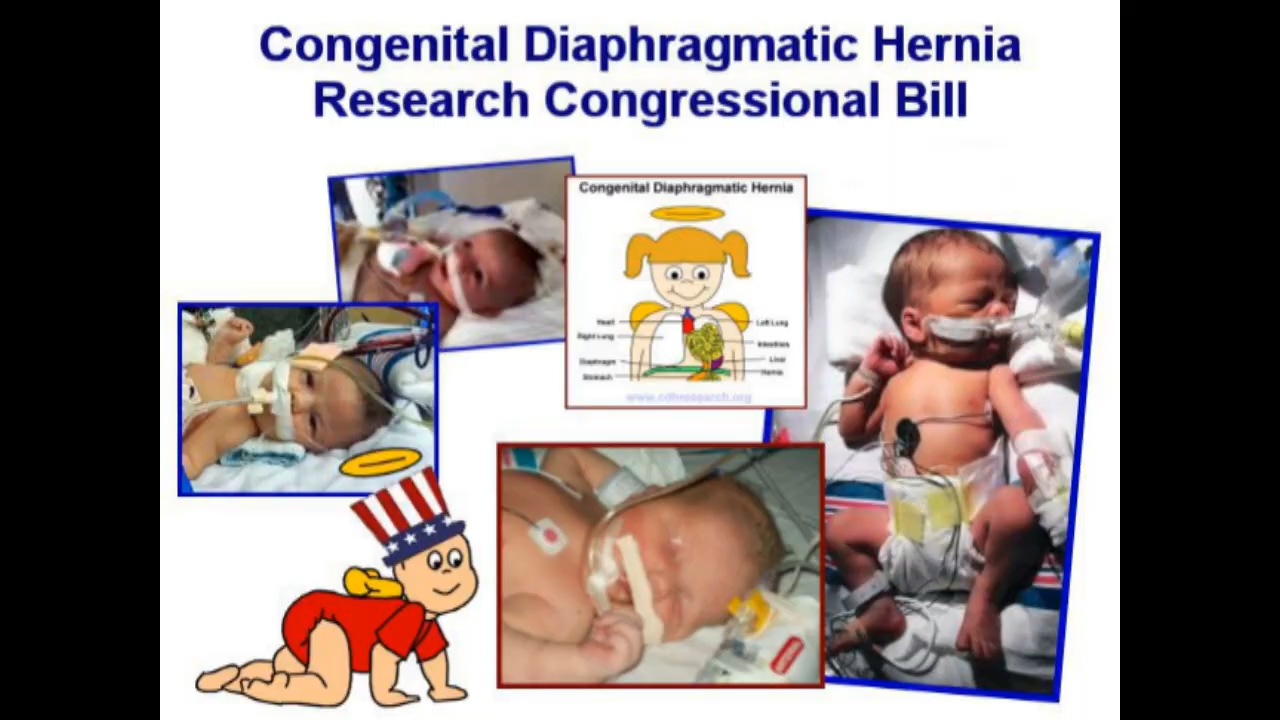 Congenital Diaphragmatic Hernia
Research Congressional Bill
Congenital Diaphragmatic Hernia
Heart
Left Lung
Right Lung
Intestines
Diaphragm
Liver
Stomach
Hernia
www.cdhresearch.org